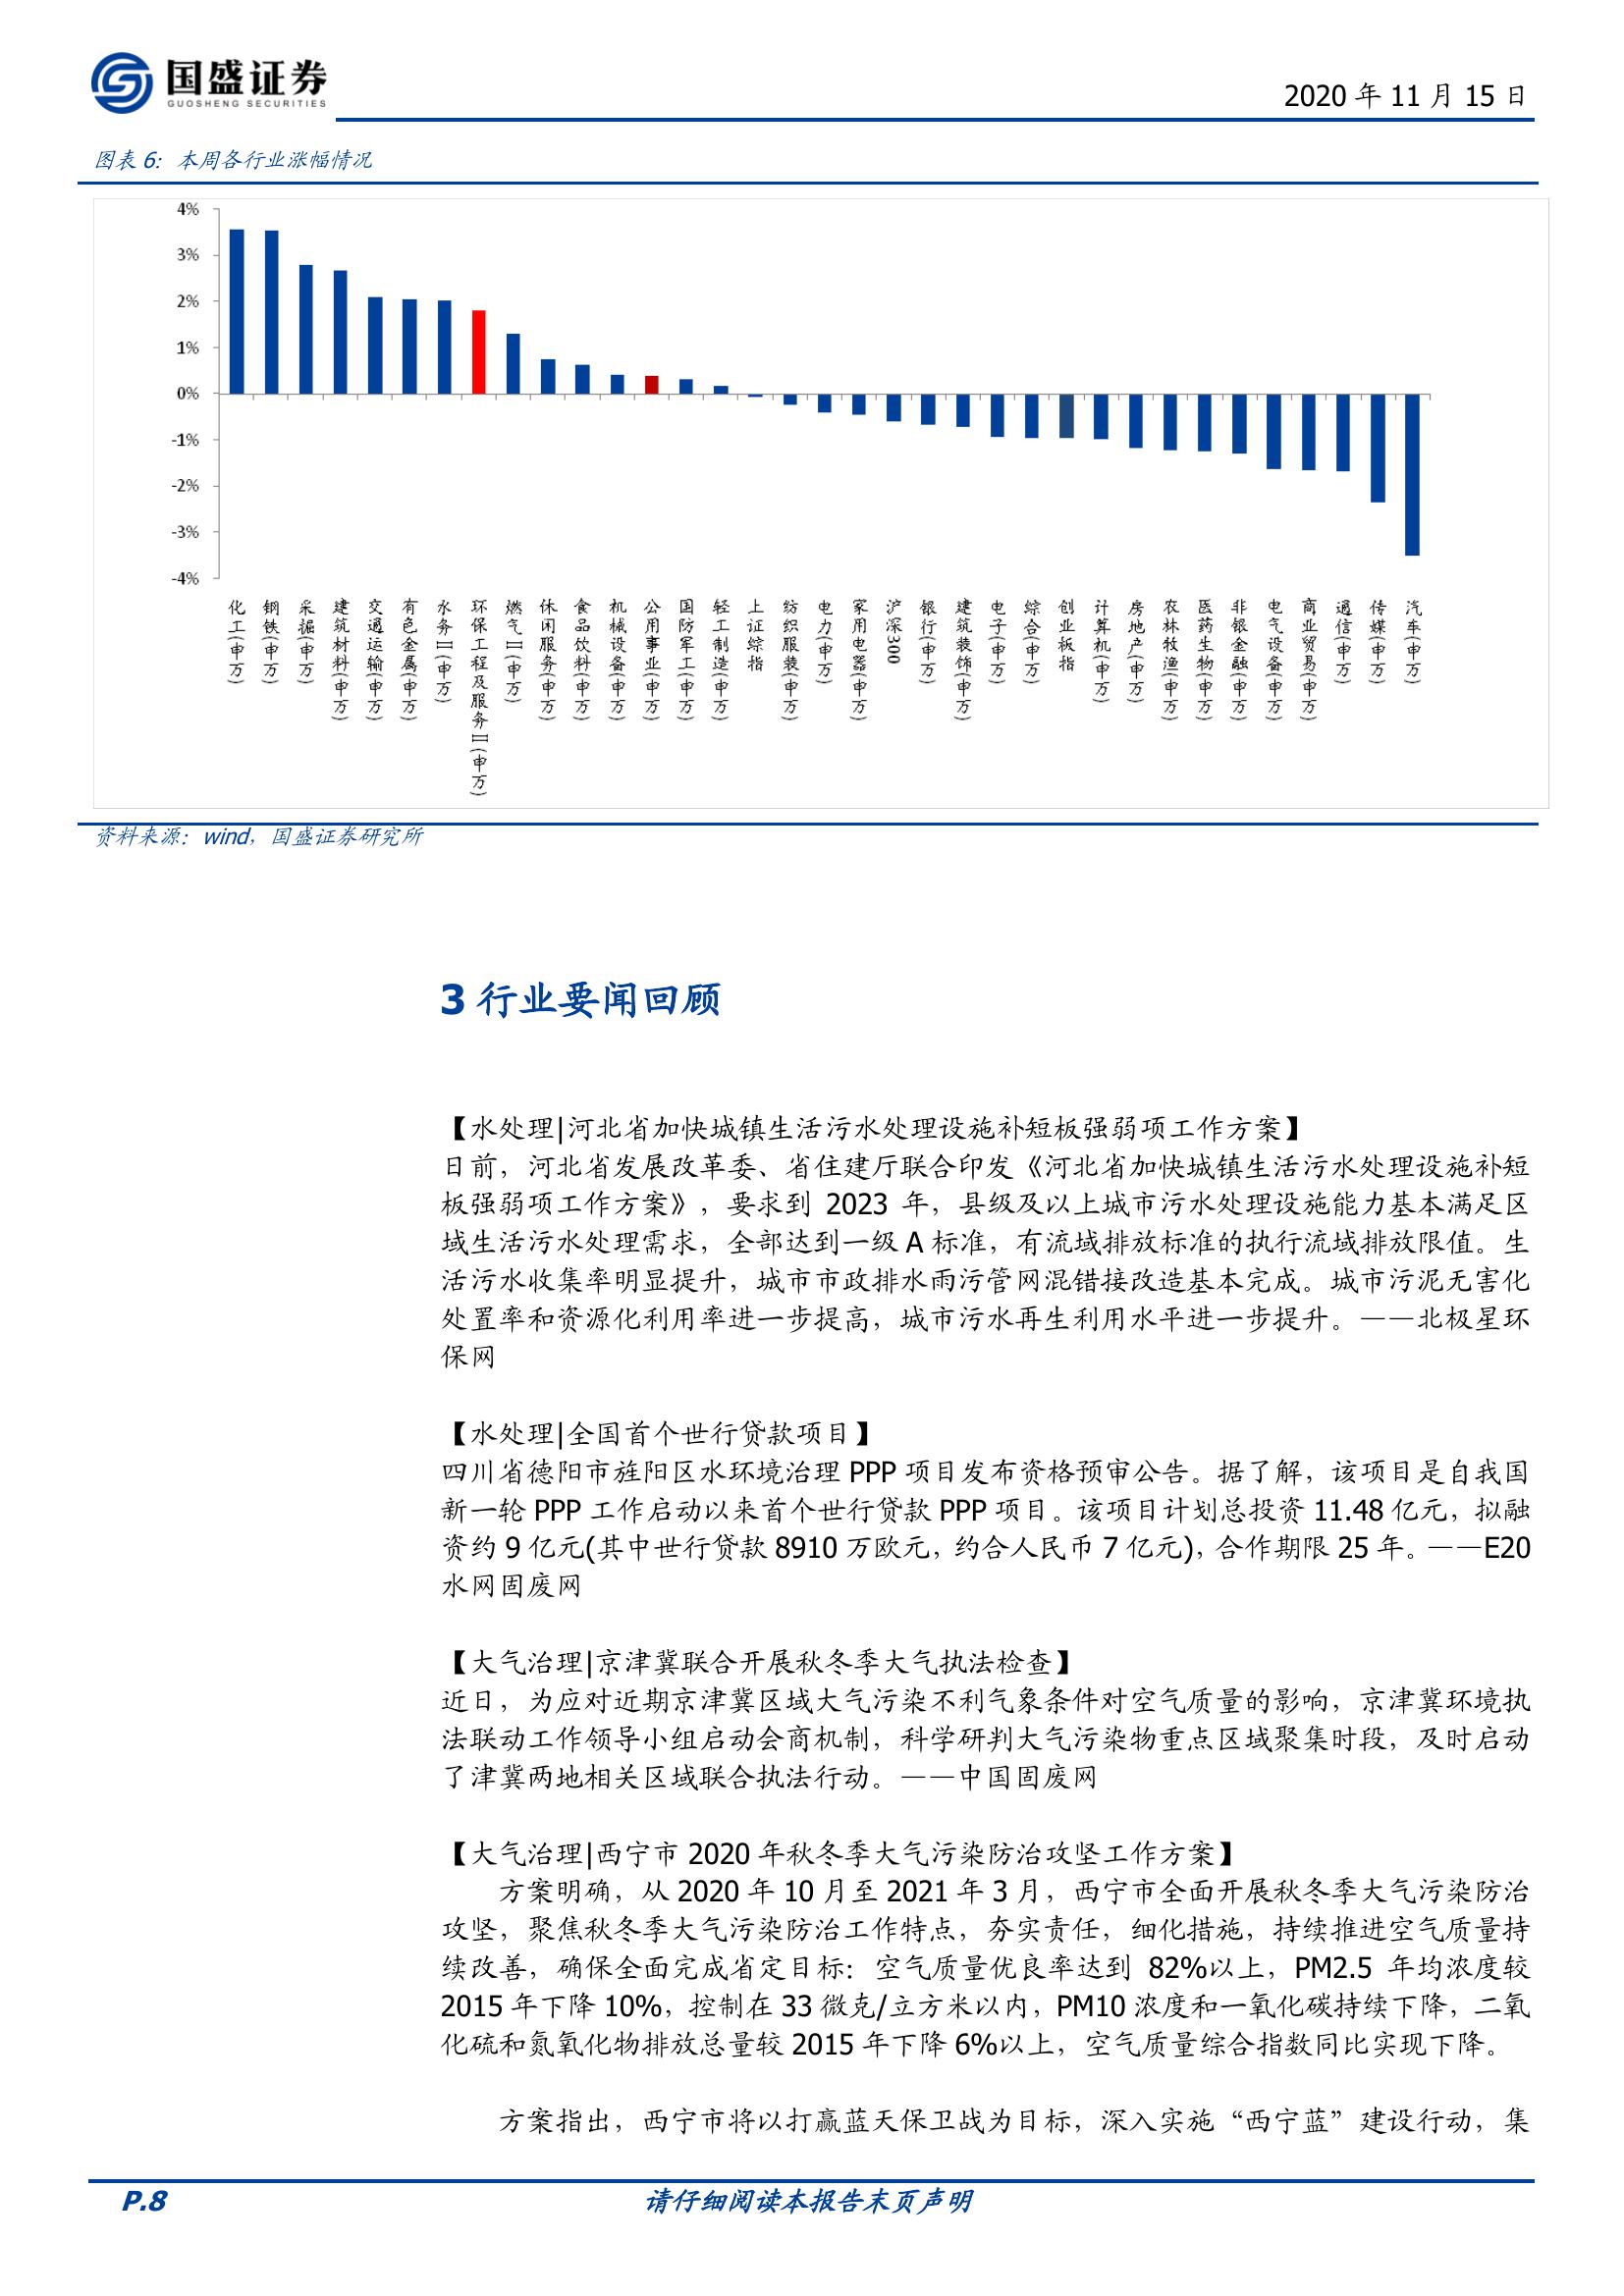 国盛证券
GUOSHENG SECURITIES
2020 年 11 月 15 日
图表 6：本周各行业涨幅情况
4%
3%
2%
1%
0%
-1%
-2%
-3%
-4%
化工(申万)
钢铁(申万)
采掘(申万)
建筑材料(申万)
交通运输(申万)
有色金属(申万)
水务Ⅱ(申万)
环保工程及服务Ⅱ(申万)
燃气Ⅱ(申万)
休闲服务(申万)
食品饮料(申万)
机械设备(申万)
公用事业(申万)
国防军工(申万)
轻工制造(申万)
上证综指
纺织服装(申万)
电力(申万)
家用电器(申万)
沪深300
银行(申万)
建筑装饰(申万)
电子(申万)
综合(申万)
创业板指
计算机(申万)
房地产(申万)
农林牧渔(申万)
医药生物(申万)
非银金融(申万)
电气设备(申万)
商业贸易(申万)
通信(申万)
传媒(申万)
汽车(申万)
资料来源：wind，国盛证券研究所
3 行业要闻回顾
【水处理|河北省加快城镇生活污水处理设施补短板强弱项工作方案】
日前，河北省发展改革委、省住建厅联合印发《河北省加快城镇生活污水处理设施补短
板强弱项工作方案》，要求到 2023 年，县级及以上城市污水处理设施能力基本满足区
域生活污水处理需求，全部达到一级 A 标准，有流域排放标准的执行流域排放限值。生
活污水收集率明显提升，城市市政排水雨污管网混错接改造基本完成。城市污泥无害化
处置率和资源化利用率进一步提高，城市污水再生利用水平进一步提升。——北极星环
保网
【水处理|全国首个世行贷款项目】
四川省德阳市旌阳区水环境治理 PPP 项目发布资格预审公告。据了解，该项目是自我国
新一轮 PPP 工作启动以来首个世行贷款 PPP 项目。该项目计划总投资 11.48 亿元，拟融
资约 9 亿元(其中世行贷款 8910 万欧元，约合人民币 7 亿元)，合作期限 25 年。——E20
水网固废网
【大气治理|京津冀联合开展秋冬季大气执法检查】
近日，为应对近期京津冀区域大气污染不利气象条件对空气质量的影响，京津冀环境执
法联动工作领导小组启动会商机制，科学研判大气污染物重点区域聚集时段，及时启动
了津冀两地相关区域联合执法行动。——中国固废网
【大气治理|西宁市 2020 年秋冬季大气污染防治攻坚工作方案】
方案明确，从 2020 年 10 月至 2021 年 3 月，西宁市全面开展秋冬季大气污染防治
攻坚，聚焦秋冬季大气污染防治工作特点，夯实责任，细化措施，持续推进空气质量持
续改善，确保全面完成省定目标：空气质量优良率达到 82%以上，PM2.5 年均浓度较
2015 年下降 10%，控制在 33 微克/立方米以内，PM10 浓度和一氧化碳持续下降，二氧
化硫和氮氧化物排放总量较 2015 年下降 6%以上，空气质量综合指数同比实现下降。
方案指出，西宁市将以打赢蓝天保卫战为目标，深入实施“西宁蓝”建设行动，集
P.8
请仔细阅读本报告末页声明